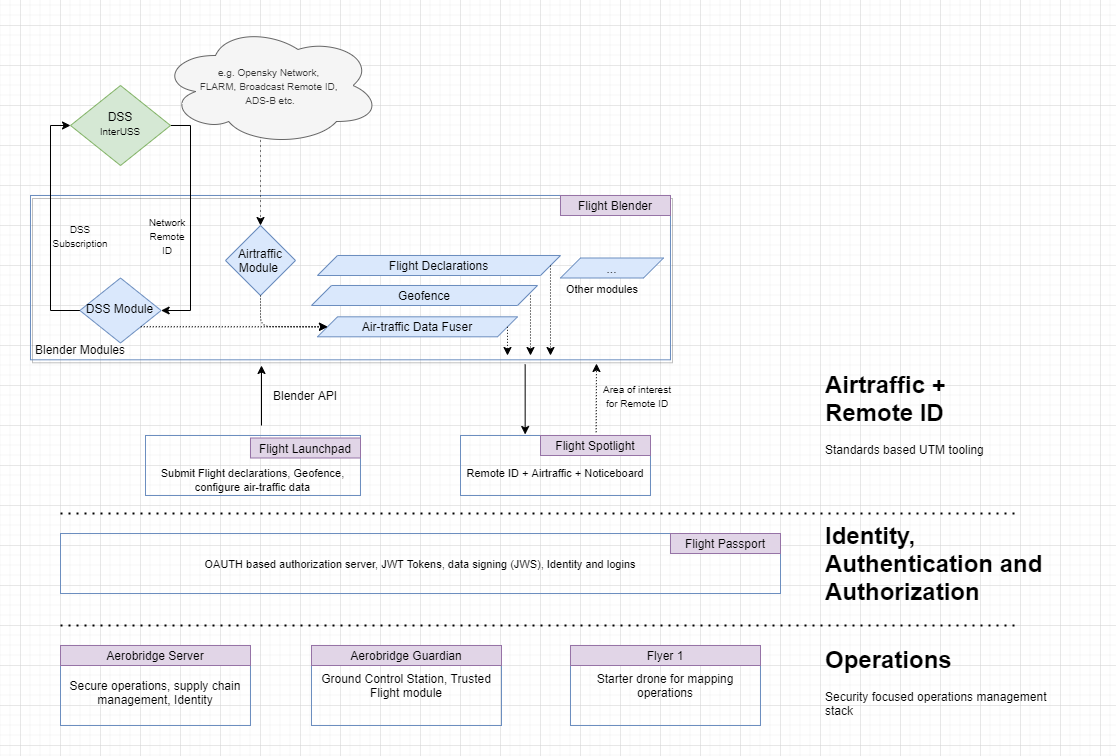 e.g. Opensky Network,
FLARM, Broadcast Remote ID,
ADS-B etc.
DSS
InterUSS
Flight Blender
DSS
Subscription
Network
Remote
ID
Airtraffic
Module
Flight Declarations
...
Other modules
Geofence
DSS Module
Air-traffic Data Fuser
Blender Modules
Blender API
Area of interest
for Remote ID
Airtraffic +
Remote ID
Standards based UTM tooling
Flight Launchpad
Submit Flight declarations, Geofence,
configure air-traffic data
Flight Spotlight
Remote ID + Airtraffic + Noticeboard
Flight Passport
OAUTH based authorization server, JWT Tokens, data signing (JWS), Identity and logins
Identity,
Authentication and
Authorization
Aerobridge Server
Secure operations, supply chain
management, Identity
Aerobridge Guardian
Ground Control Station, Trusted
Flight module
Flyer 1
Starter drone for mapping
operations
Operations
Security focused operations management
stack